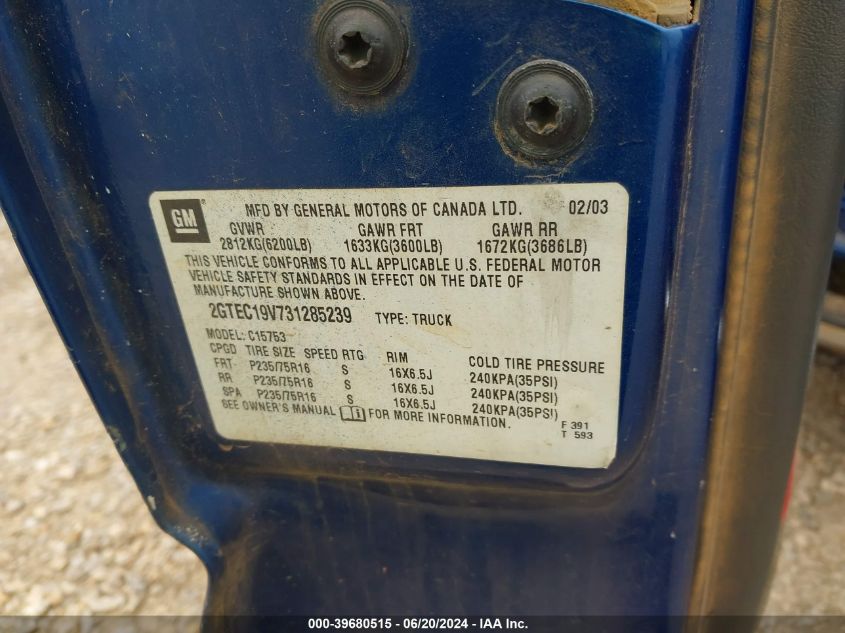 GM MFD BY GENERAL MOTORS OF CANADA LTD. 02/03
GVWR GAWR FRT GAWR RR
2812KG(6200LB) 1633KG(3600LB) 1672KG(3686LB)
THIS VEHICLE CONFORMS TO ALL APPLICABLE U.S. FEDERAL MOTOR
VEHICLE SAFETY STANDARDS IN EFFECT ON THE DATE OF
MANUFACTURE SHOWN ABOVE.
2GTEC19V731285239 TYPE: TRUCK
MODEL: C15753
CPGD TIRE SIZE SPEED RTG RIM COLD TIRE PRESSURE
FRT P235/75R16 S 16X6.5J 240KPA(35PSI)
RR P235/75R16 S 16X6.5J 240KPA(35PSI)
SPA P235/75R16 S 16X6.5J 240KPA(35PSI)
SEE OWNER'S MANUAL FOR MORE INFORMATION.
F 391
T 593
000-39680515 - 06/20/2024 - IAA, Inc.